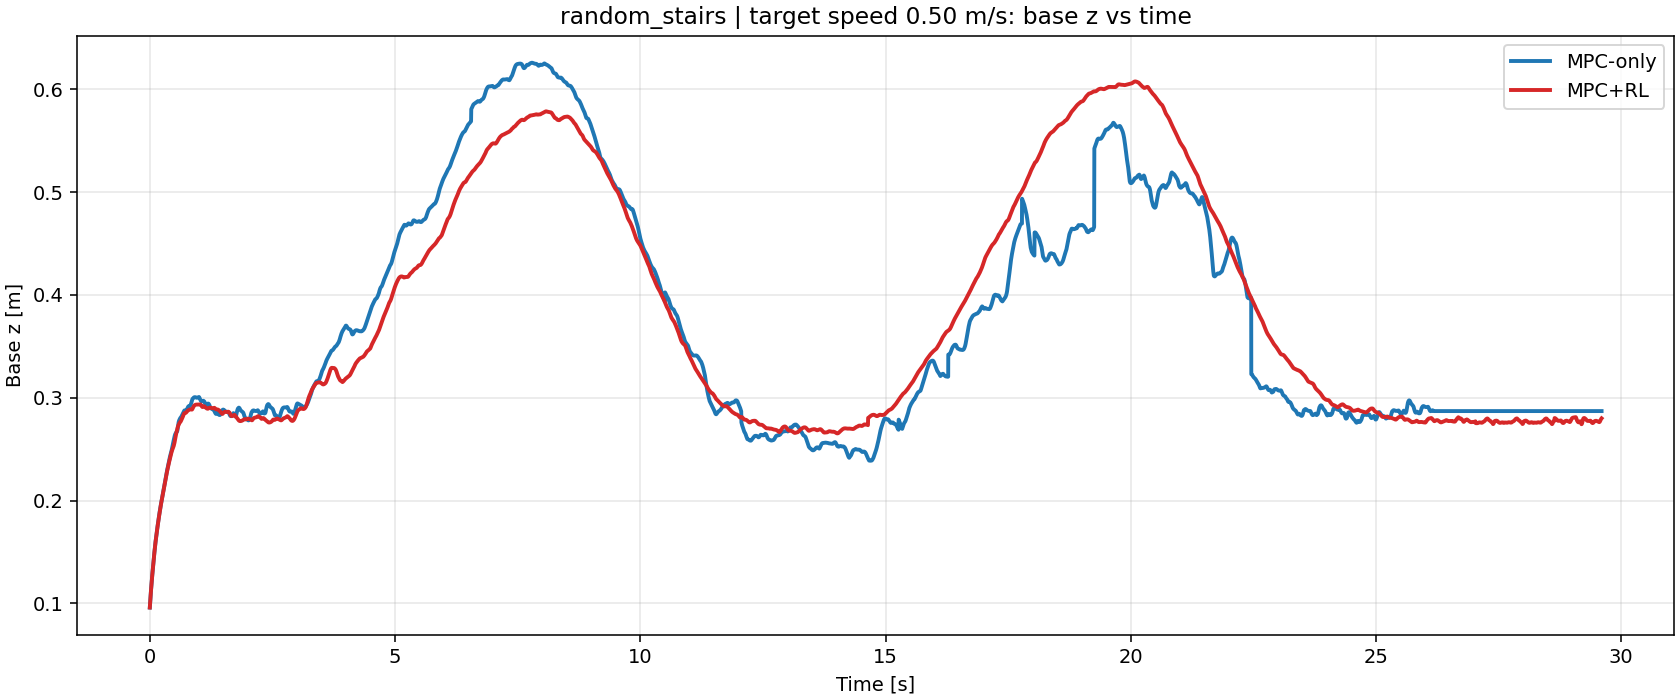 random_stairs | target speed 0.50 m/s: base z vs time
MPC-only
MPC+RL
Base z [m]
0.6
0.5
0.4
0.3
0.2
0.1
0
5
10
15
20
25
30
Time [s]